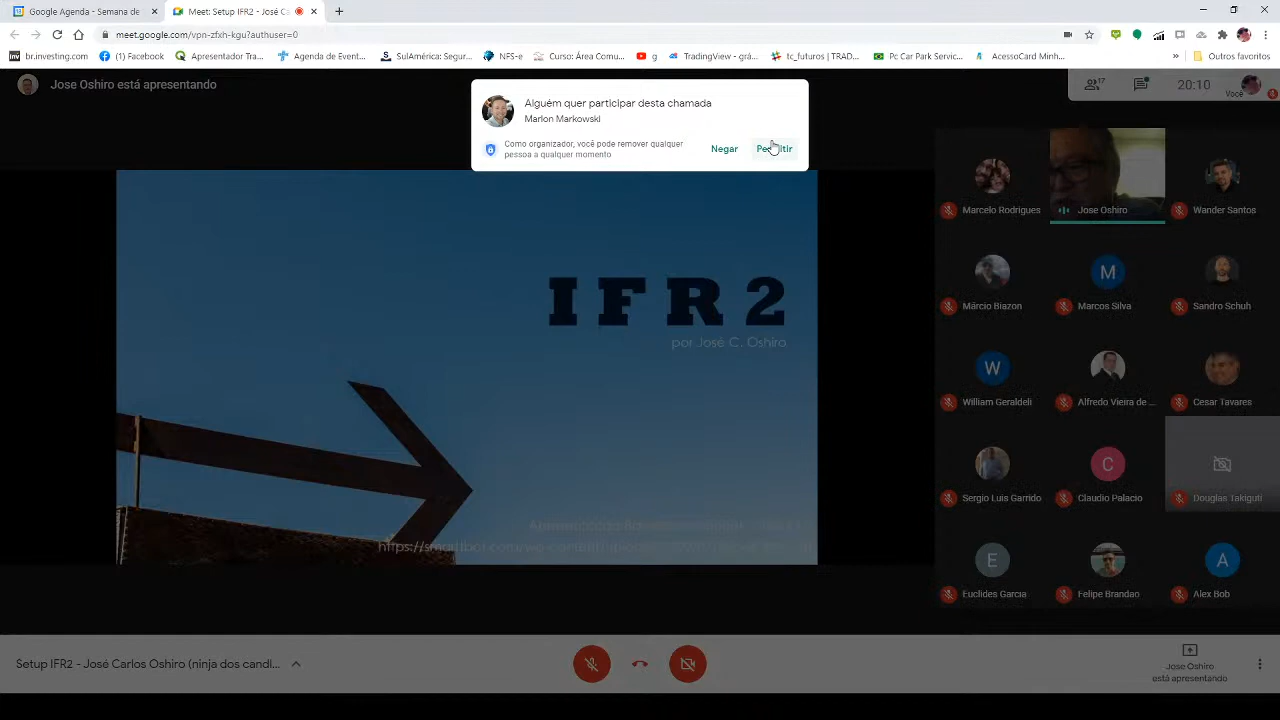 Google Agenda - Semana de
Meet: Setup IFR2 - José Ca
meet.google.com/vpn-zfxh-kgu?authuser=0
br.investing.com
(1) Facebook
Apresentador Tra...
Agenda de Event...
SulAmérica: Segur...
NFS-e
Curso: Área Comu...
g
TradingView - grá...
tc_futuros | TRAD...
Pc Car Park Servic...
AcessoCard Minh...
Outros favoritos
Jose Oshiro está apresentando
Alguém quer participar desta chamada
Marlon Markowski
Como organizador, você pode remover qualquer
pessoa a qualquer momento
Negar
Permitir
17
20:10
Você
4
IFR2
por José C. Oshiro
Marcelo Rodrigues
Jose Oshiro
Wander Santos
Márcio Biazon
M
Marcos Silva
Sandro Schuh
W
William Geraldeli
Alfredo Vieira de ...
Cesar Tavares
Sergio Luis Garrido
C
Claudio Palacio
Douglas Takiguti
E
Euclides Garcia
Felipe Brandao
A
Alex Bob
Setup IFR2 - José Carlos Oshiro (ninja dos candl...
Jose Oshiro
está apresentando